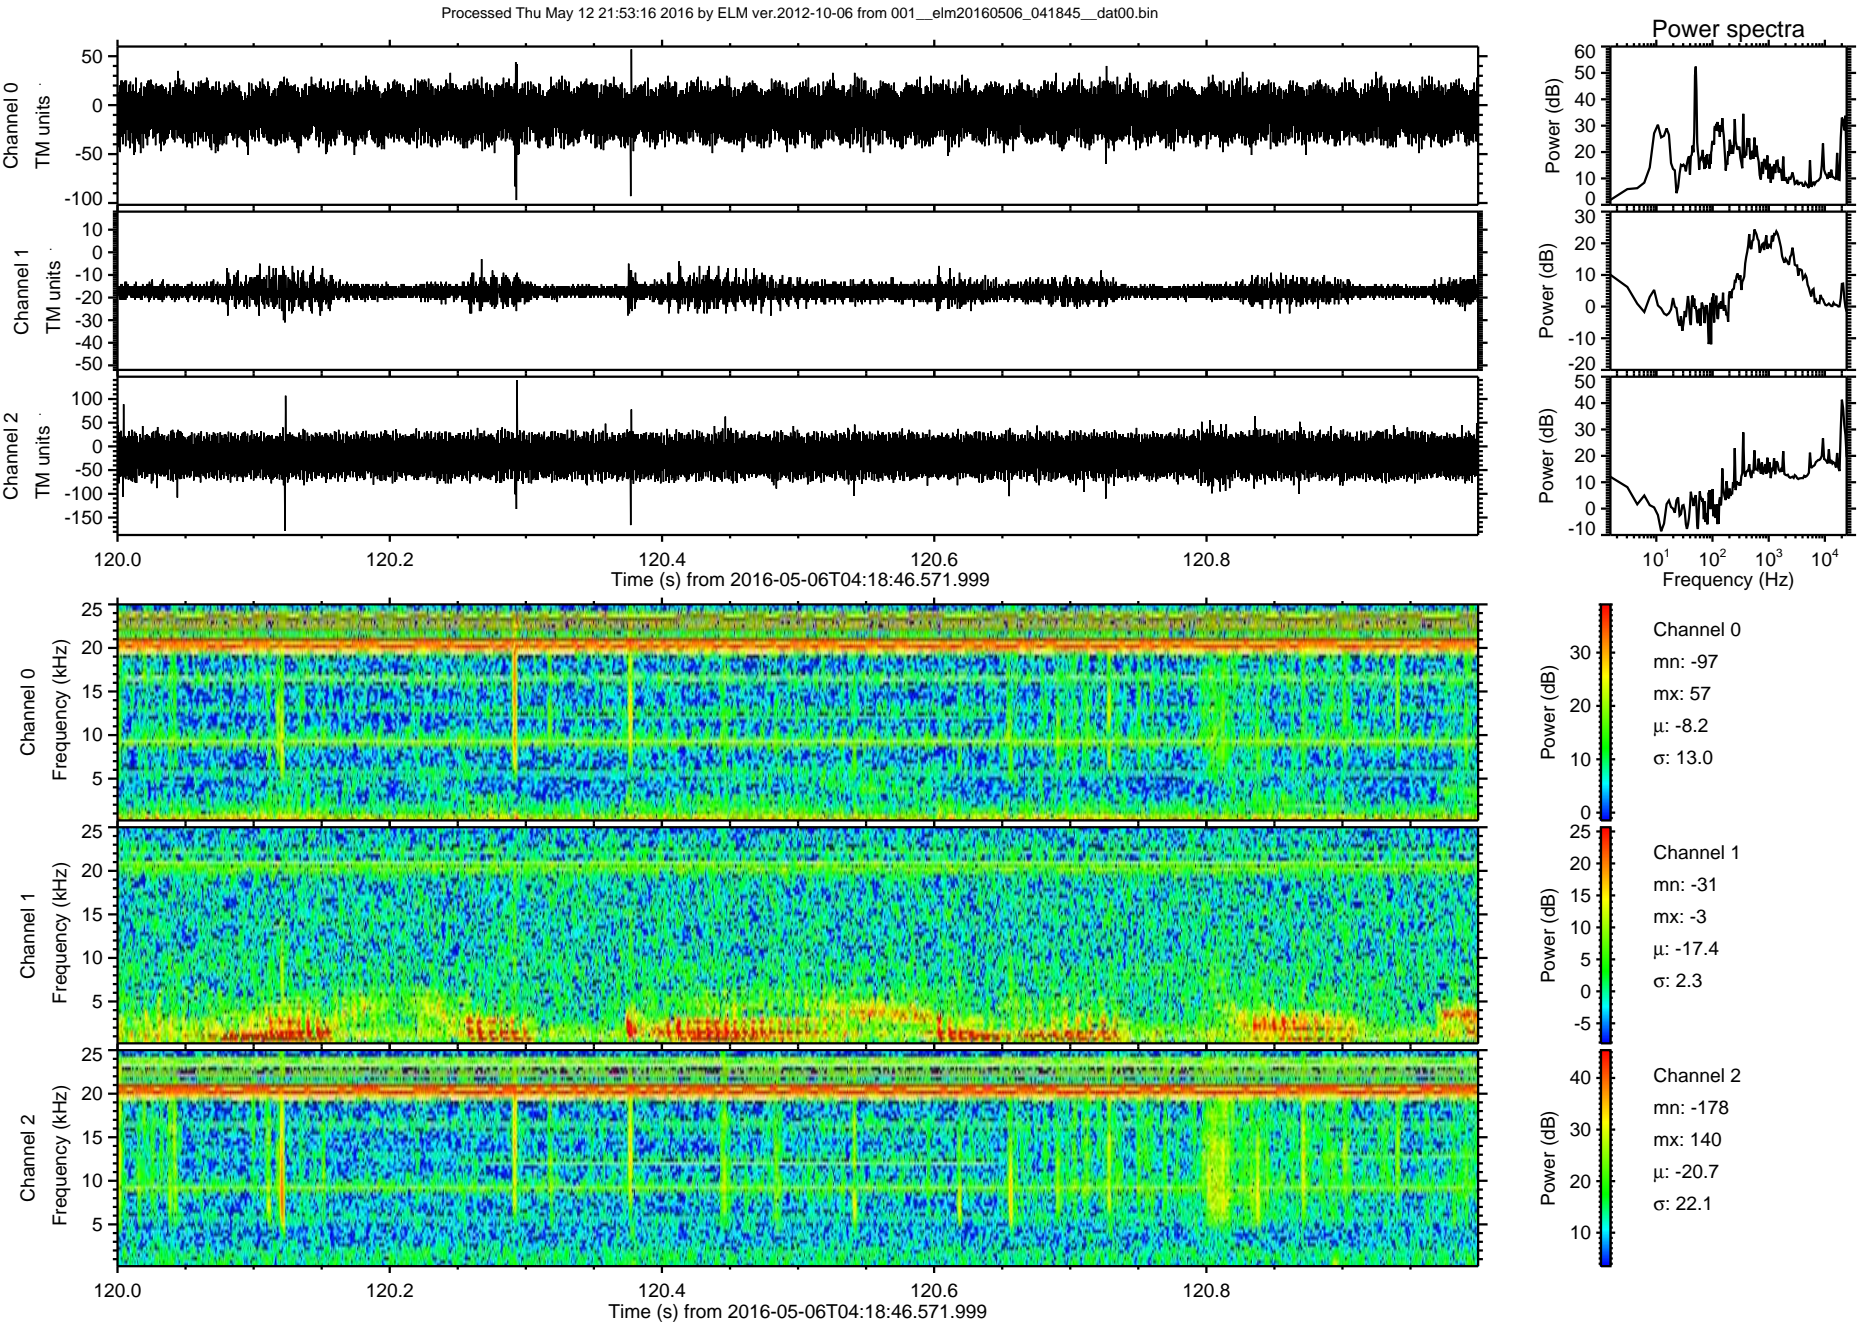 Processed Thu May 12 21:53:16 2016 by ELM ver.2012-10-06 from 001__elm20160506_041845__dat00.bin
Power spectra
Channel 0
TM units
50
0
-50
-100
Power (dB)
60
50
40
30
20
10
0
Channel 1
TM units
10
0
-10
-20
-30
-40
-50
Power (dB)
30
20
10
0
-10
-20
Channel 2
TM units
100
50
0
-50
-100
-150
Power (dB)
50
40
30
20
10
0
-10
120.0 120.2 120.4 120.6 120.8
Time (s) from 2016-05-06T04:18:46.571.999
10^1 10^2 10^3 10^4
Frequency (Hz)
Channel 0
Frequency (kHz)
25
20
15
10
5
Power (dB)
30
20
10
0
Channel 0
mn: -97
mx: 57
μ: -8.2
σ: 13.0
Channel 1
Frequency (kHz)
25
20
15
10
5
Power (dB)
25
20
15
10
5
0
-5
Channel 1
mn: -31
mx: -3
μ: -17.4
σ: 2.3
Channel 2
Frequency (kHz)
25
20
15
10
5
Power (dB)
40
30
20
10
Channel 2
mn: -178
mx: 140
μ: -20.7
σ: 22.1
120.0 120.2 120.4 120.6 120.8
Time (s) from 2016-05-06T04:18:46.571.999